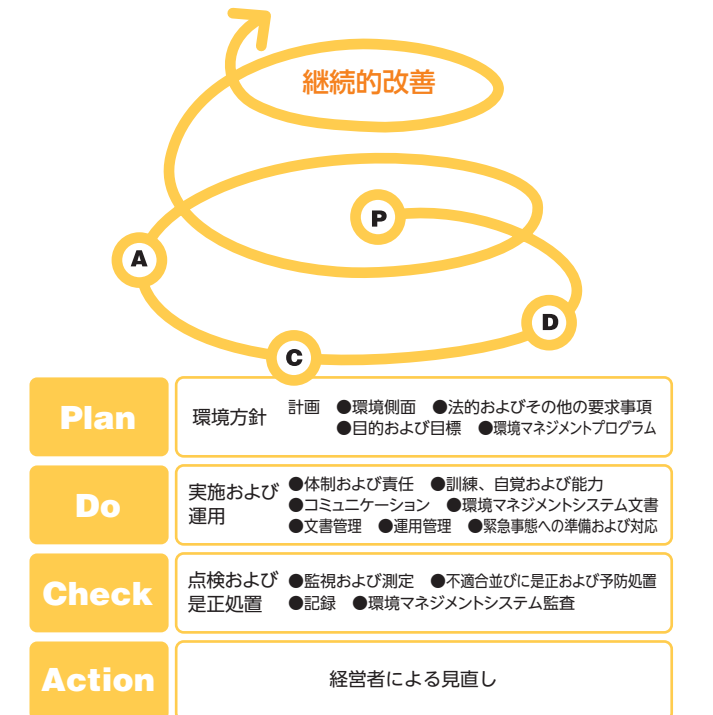 継続的改善
P
A
D
C
Plan
環境方針
計画 ●環境側面 ●法的およびその他の要求事項
●目的および目標 ●環境マネジメントプログラム
Do
実施および
運用
●体制および責任 ●訓練、自覚および能力
●コミュニケーション ●環境マネジメントシステム文書
●文書管理 ●運用管理 ●緊急事態への準備および対応
Check
点検および
是正処置
●監視および測定 ●不適合並びに是正および予防処置
●記録 ●環境マネジメントシステム監査
Action
経営者による見直し